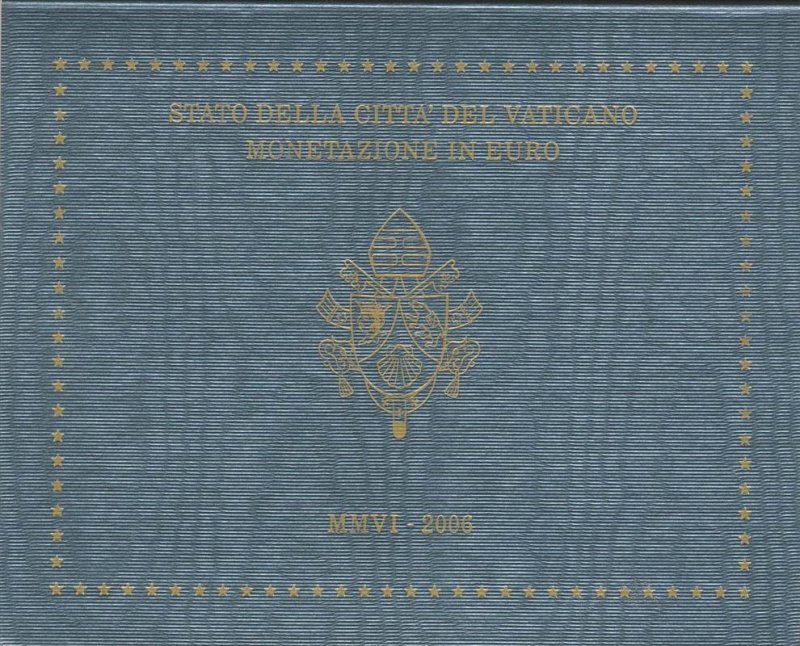 STATO DELLA CITTA' DEL VATICANO
MONETAZIONE IN EURO
MMVI - 2006